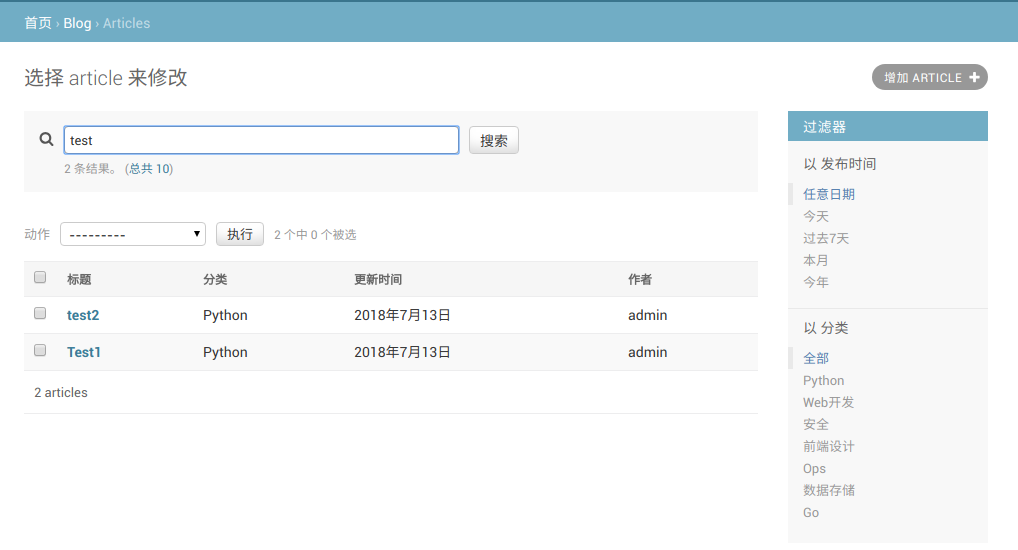 首页 › Blog › Articles
选择 article 来修改
增加 ARTICLE
test
搜索
2 条结果。 (总共 10)
动作 --------- 执行 2 个中 0 个被选
标题 分类 更新时间 作者
test2 Python 2018年7月13日 admin
Test1 Python 2018年7月13日 admin
2 articles
过滤器
以 发布时间
任意日期
今天
过去7天
本月
今年
以 分类
全部
Python
Web开发
安全
前端设计
Ops
数据存储
Go